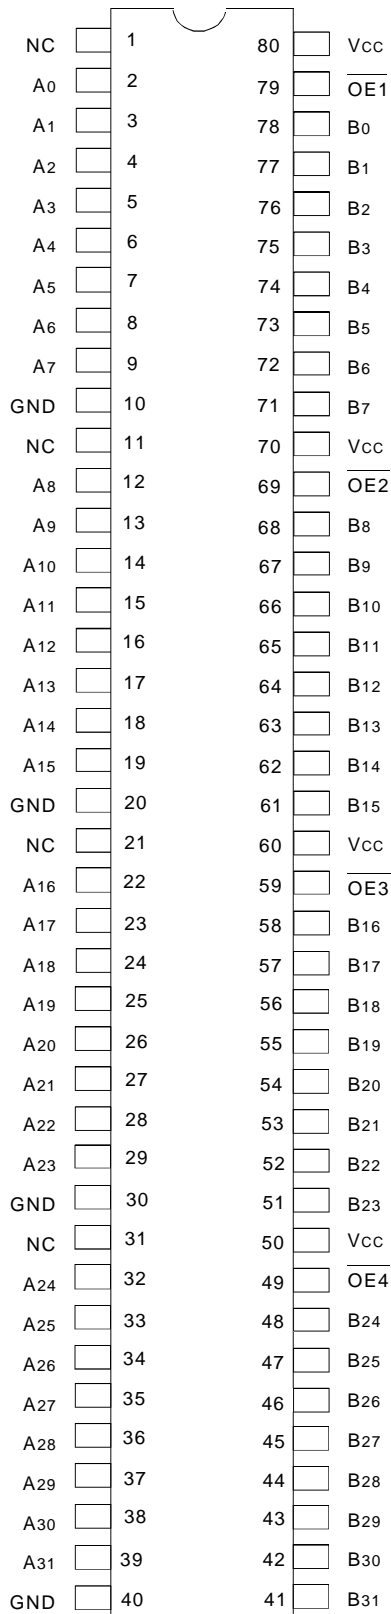 NC 1 80 VCC
A0 2 79 OE1
A1 3 78 B0
A2 4 77 B1
A3 5 76 B2
A4 6 75 B3
A5 7 74 B4
A6 8 73 B5
A7 9 72 B6
GND 10 71 B7
NC 11 70 VCC
A8 12 69 OE2
A9 13 68 B8
A10 14 67 B9
A11 15 66 B10
A12 16 65 B11
A13 17 64 B12
A14 18 63 B13
A15 19 62 B14
GND 20 61 B15
NC 21 60 VCC
A16 22 59 OE3
A17 23 58 B16
A18 24 57 B17
A19 25 56 B18
A20 26 55 B19
A21 27 54 B20
A22 28 53 B21
A23 29 52 B22
GND 30 51 B23
NC 31 50 VCC
A24 32 49 OE4
A25 33 48 B24
A26 34 47 B25
A27 35 46 B26
A28 36 45 B27
A29 37 44 B28
A30 38 43 B29
A31 39 42 B30
GND 40 41 B31